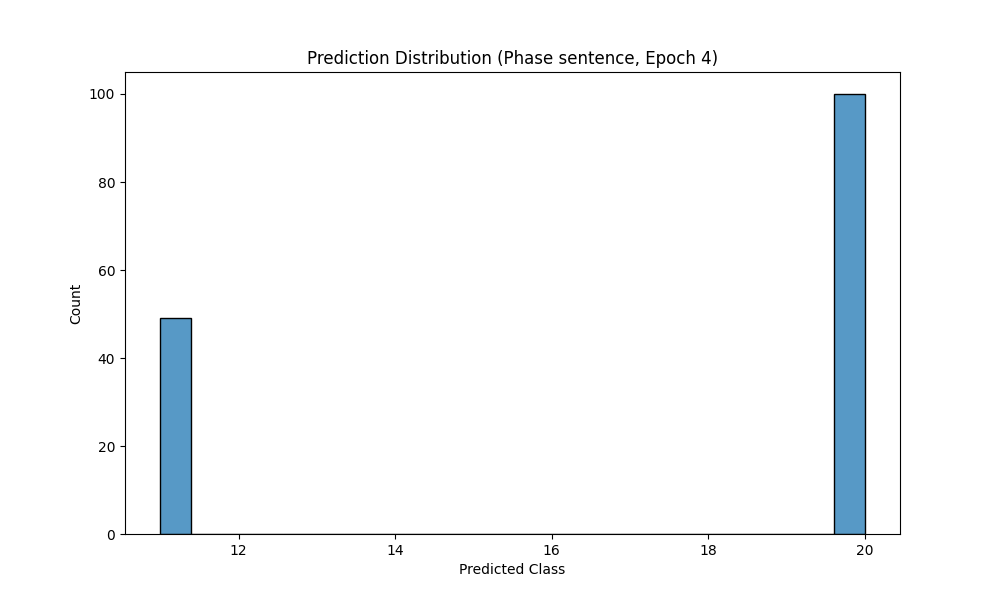 Prediction Distribution (Phase sentence, Epoch 4)
100
80
60
40
20
0
Count
12 14 16 18 20
Predicted Class